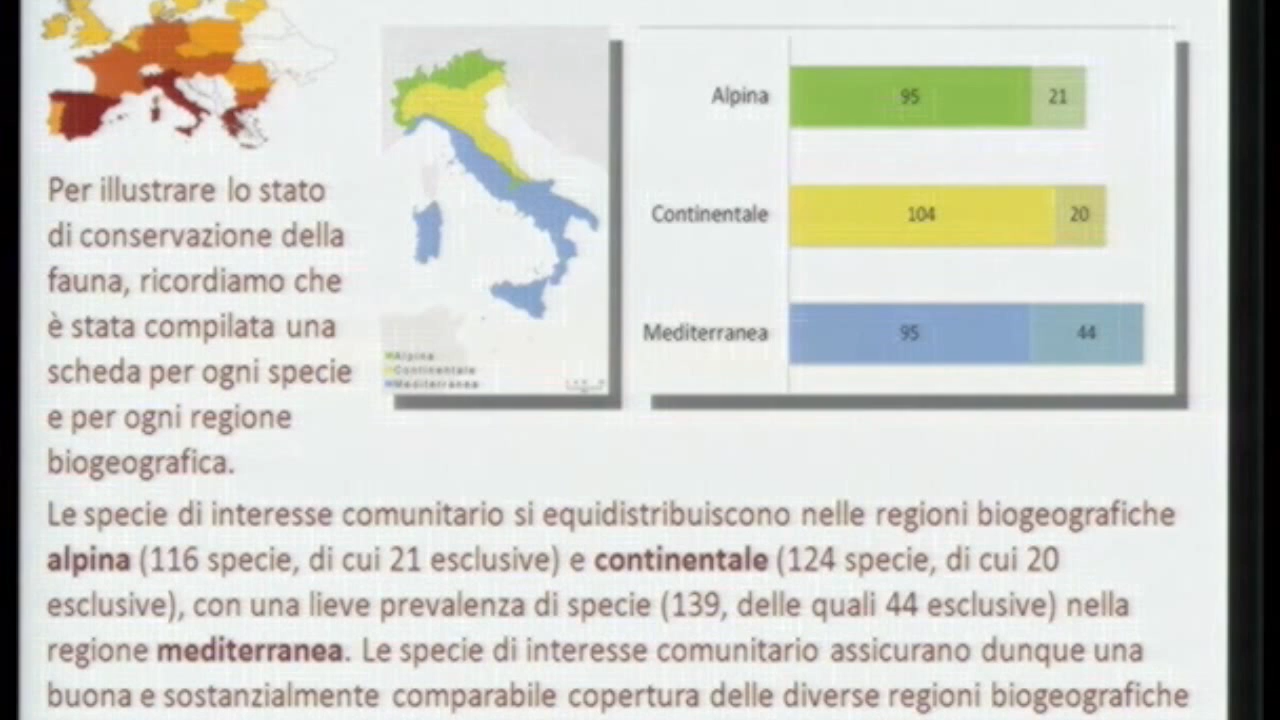 Alpina
95
21
Continentale
104
20
Mediterranea
95
44
Alpina
Continentale
Mediterranea
Per illustrare lo stato
di conservazione della
fauna, ricordiamo che
è stata compilata una
scheda per ogni specie
e per ogni regione
biogeografica.
Le specie di interesse comunitario si equidistribuiscono nelle regioni biogeografiche
alpina (116 specie, di cui 21 esclusive) e continentale (124 specie, di cui 20
esclusive), con una lieve prevalenza di specie (139, delle quali 44 esclusive) nella
regione mediterranea. Le specie di interesse comunitario assicurano dunque una
buona e sostanzialmente comparabile copertura delle diverse regioni biogeografiche